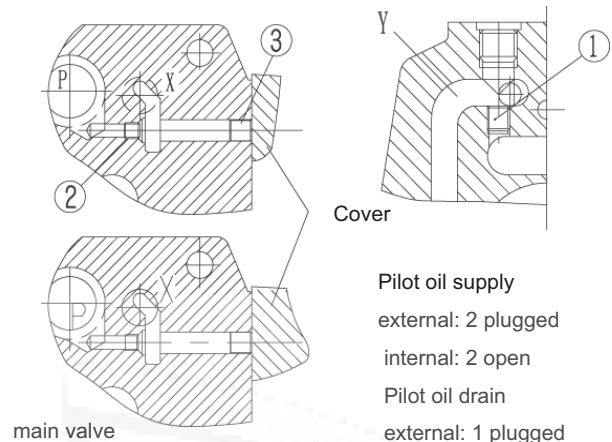 P
X
Y
③
①
②
Cover
P
X
Pilot oil supply
external: 2 plugged
internal: 2 open
Pilot oil drain
main valve
external: 1 plugged